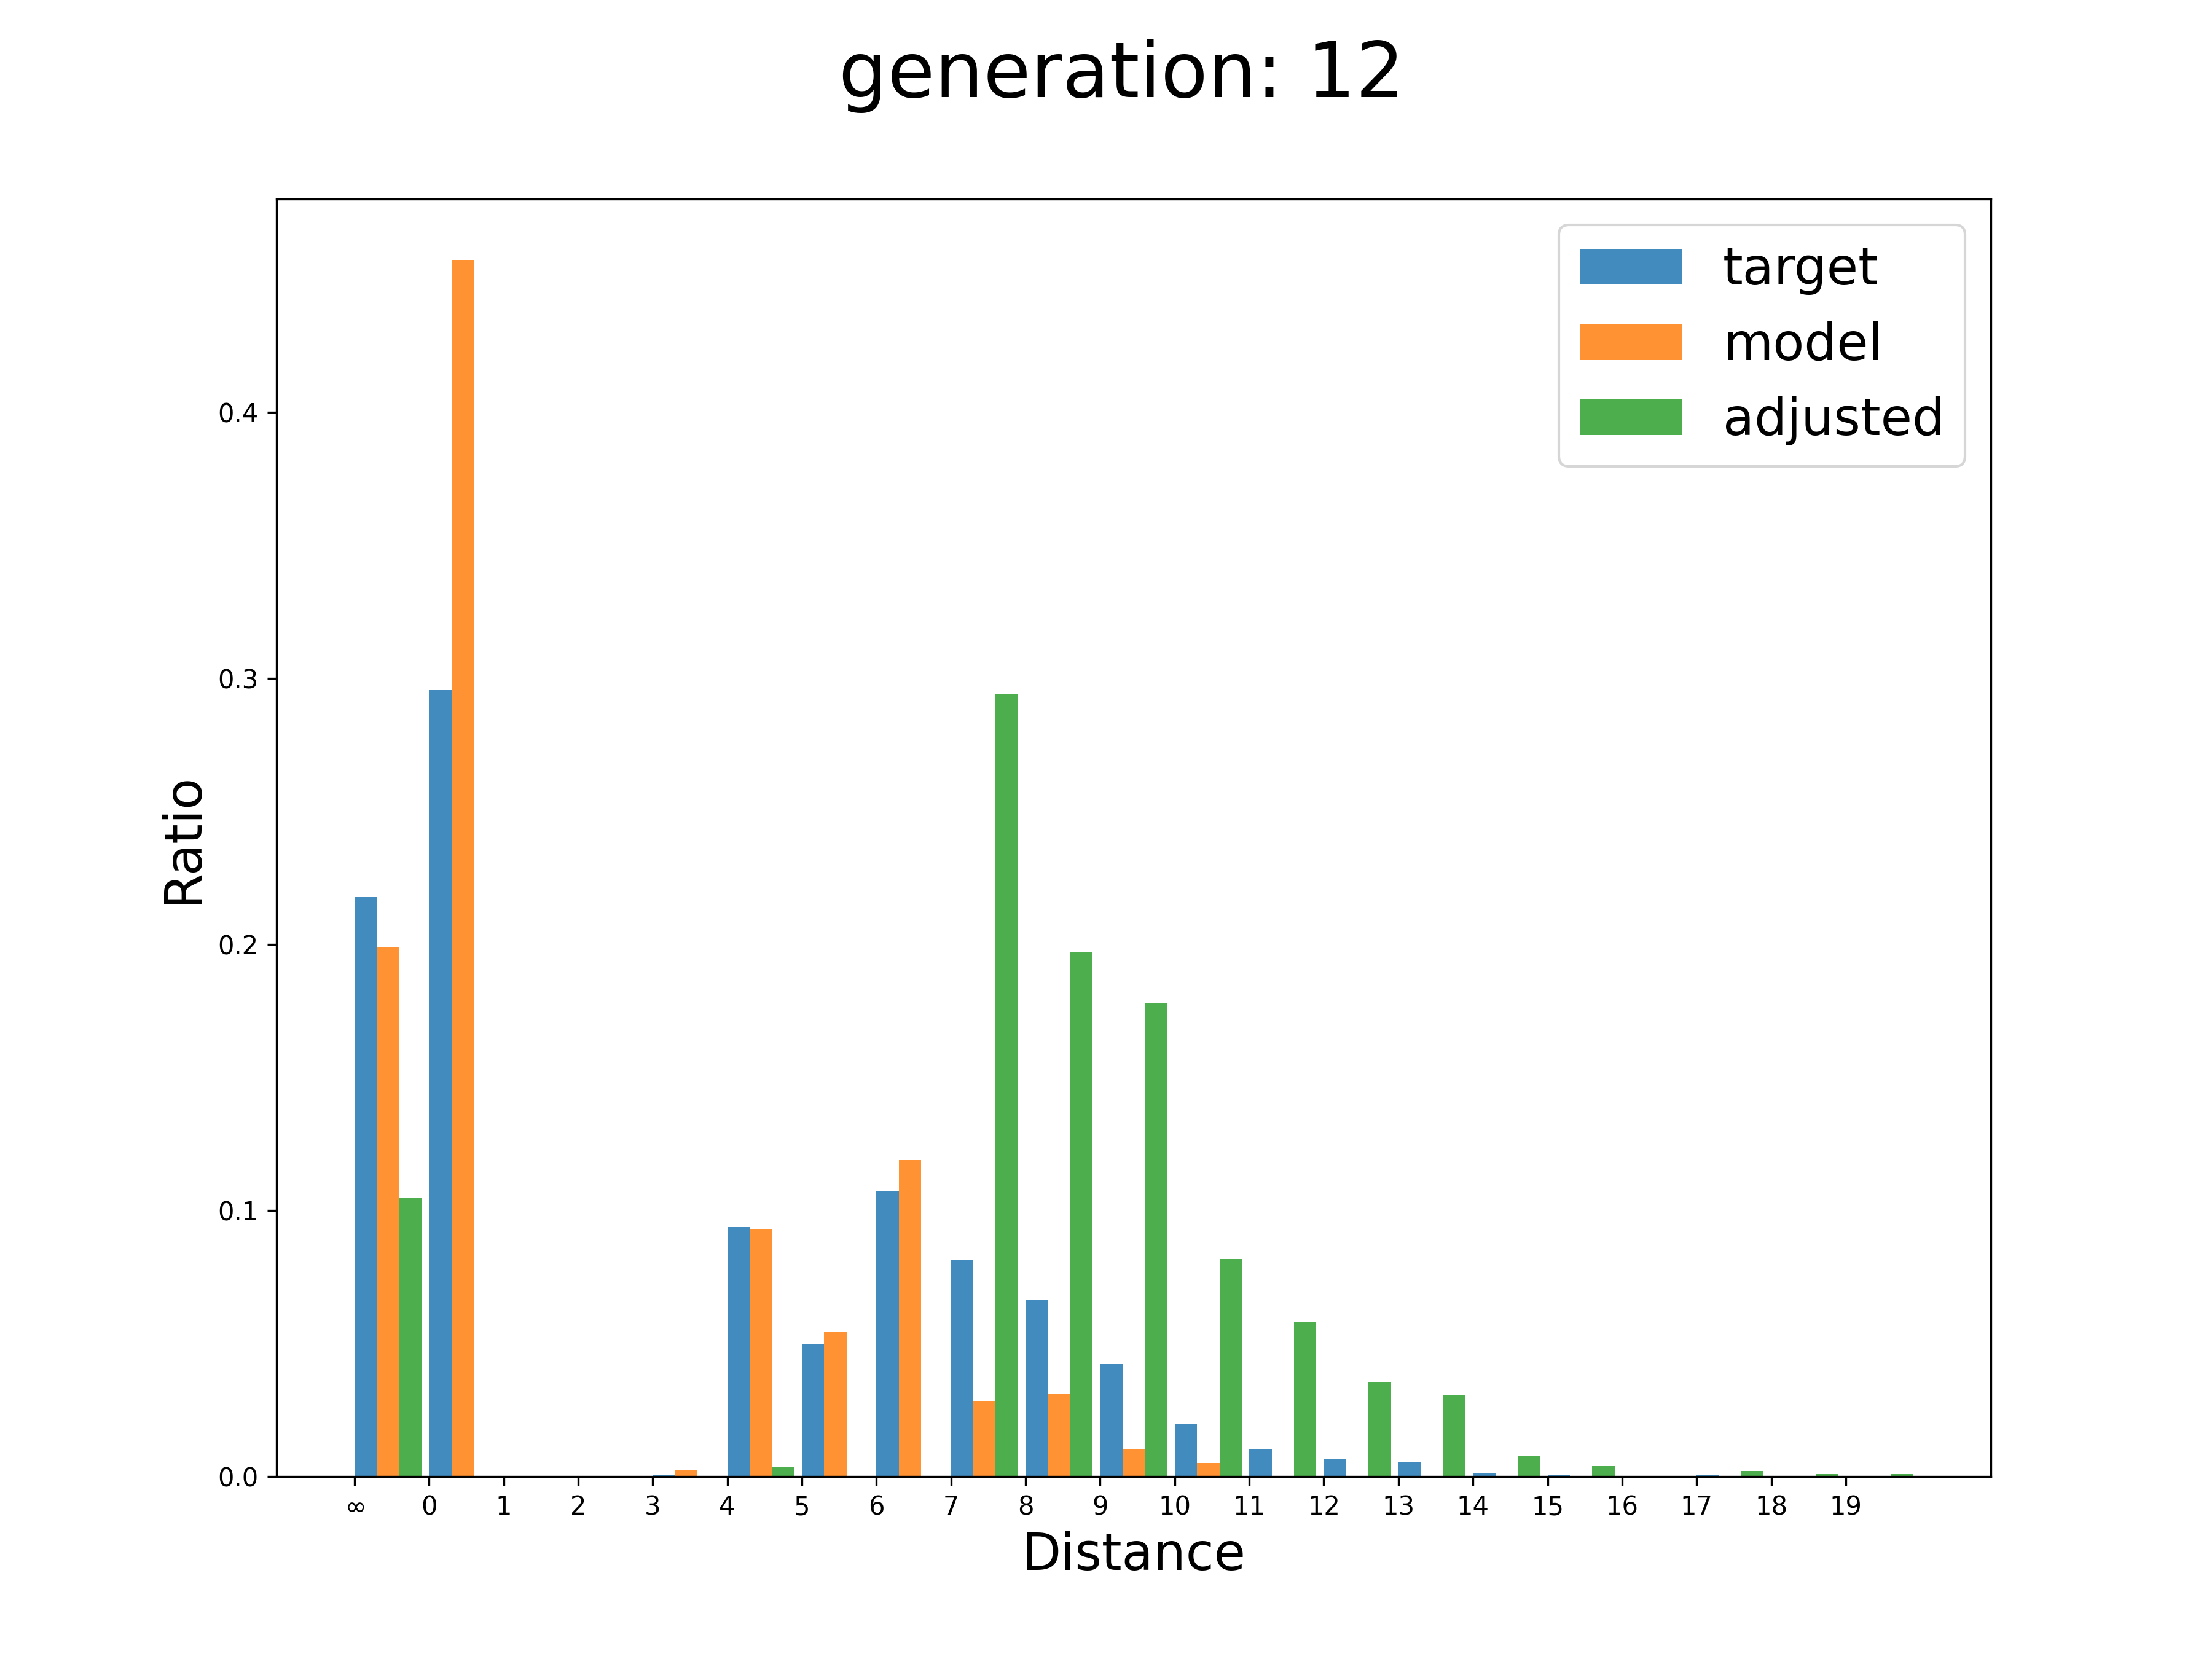 generation: 12
target
model
adjusted
Ratio
0.4
0.3
0.2
0.1
0.0
∞ 0 1 2 3 4 5 6 7 8 9 10 11 12 13 14 15 16 17 18 19
Distance